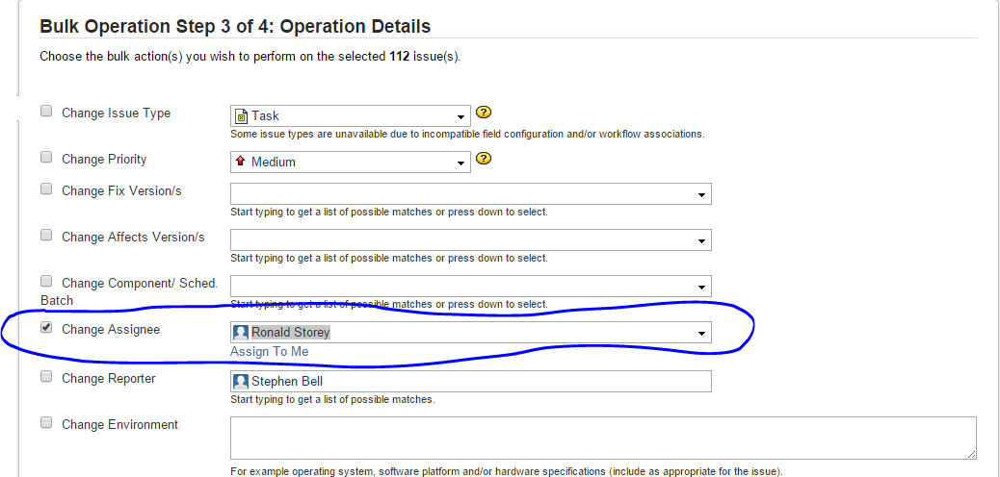 Bulk Operation Step 3 of 4: Operation Details
Choose the bulk action(s) you wish to perform on the selected 112 issue(s).
Change Issue Type
Task
?
Some issue types are unavailable due to incompatible field configuration and/or workflow associations.
Change Priority
Medium
?
Change Fix Version/s
Start typing to get a list of possible matches or press down to select.
Change Affects Version/s
Start typing to get a list of possible matches or press down to select.
Change Component/ Sched.
Batch
Start typing to get a list of possible matches or press down to select.
Change Assignee
Ronald Storey
Assign To Me
Change Reporter
Stephen Bell
Start typing to get a list of possible matches.
Change Environment
For example operating system, software platform and/or hardware specifications (include as appropriate for the issue).